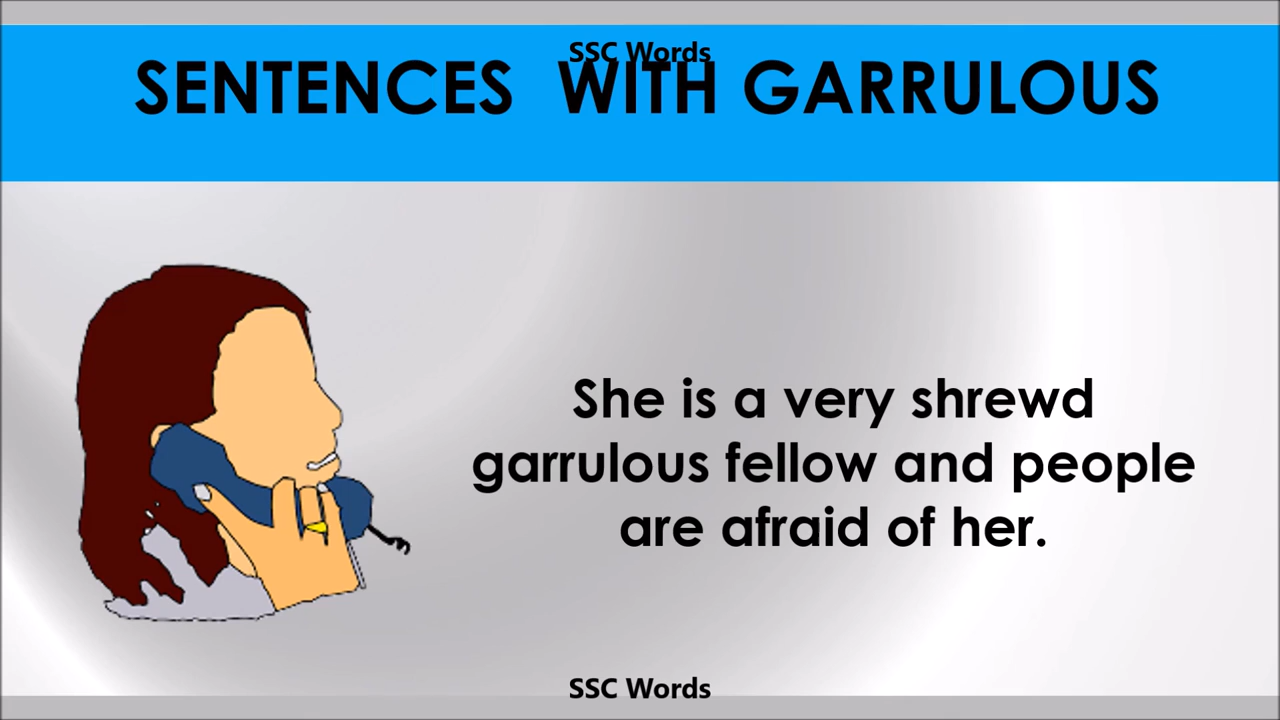 SSC Words
SENTENCES WITH GARRULOUS
She is a very shrewd
garrulous fellow and people
are afraid of her.
SSC Words